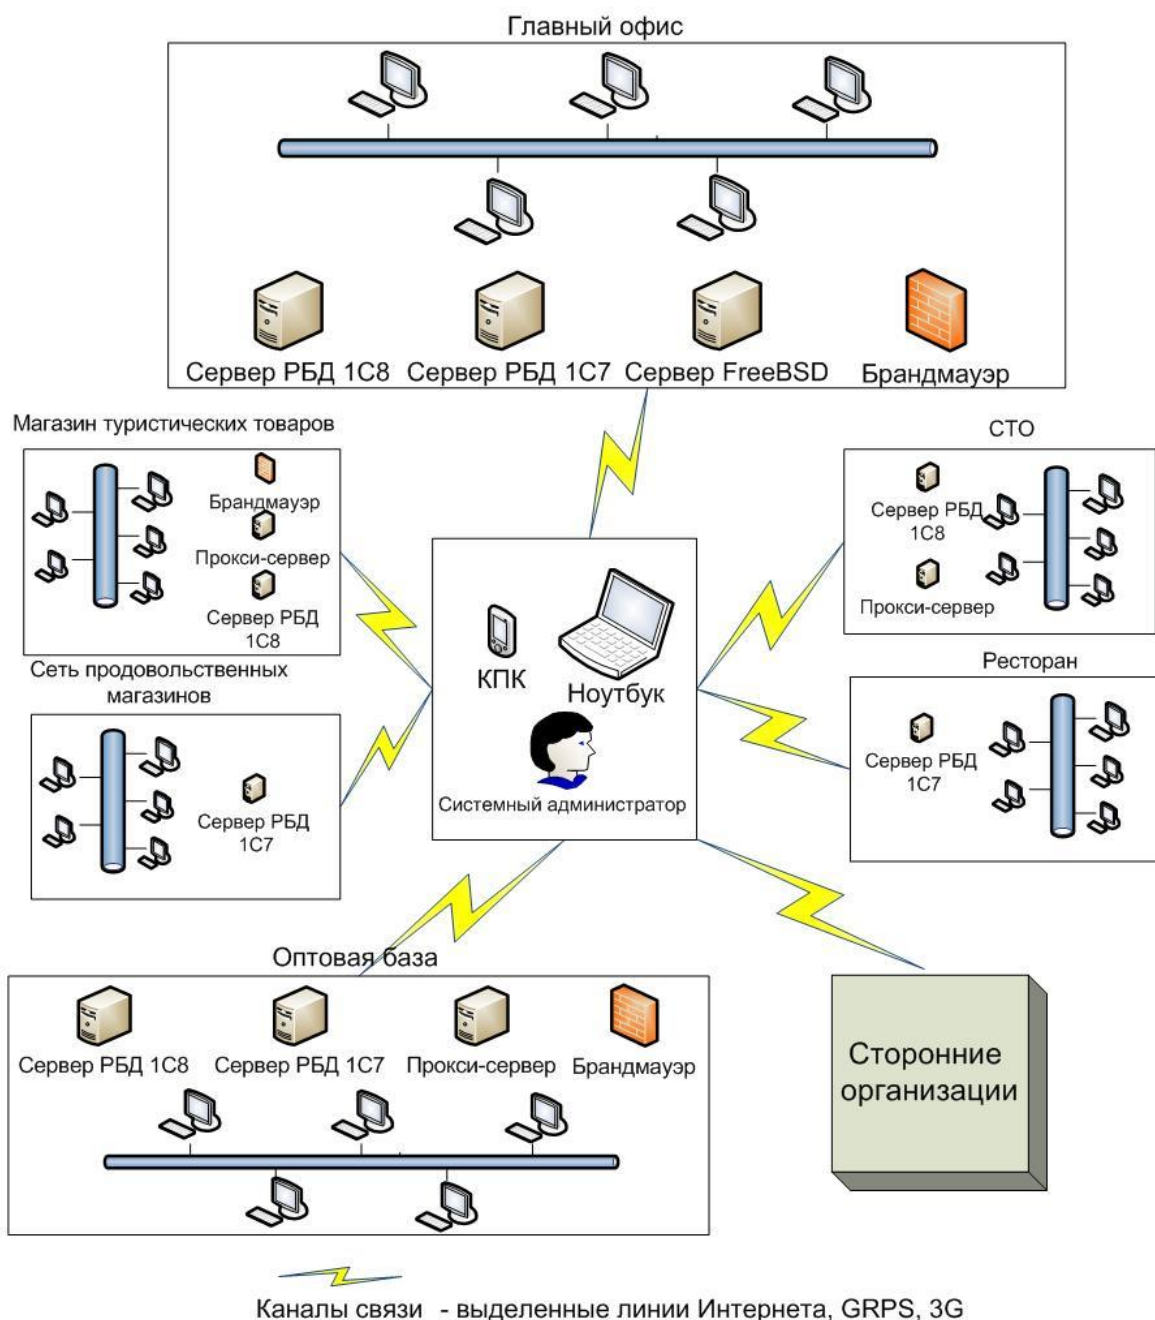 Главный офис
Сервер РБД 1С8
Сервер РБД 1С7
Сервер FreeBSD
Брандмауэр
Магазин туристических товаров
Брандмауэр
Прокси-сервер
Сервер РБД
1С8
СТО
Сервер РБД
1С8
Прокси-сервер
КПК
Ноутбук
Системный администратор
Сеть продовольственных
магазинов
Сервер РБД
1С7
Ресторан
Сервер РБД
1С7
Оптовая база
Сервер РБД 1С8
Сервер РБД 1С7
Прокси-сервер
Брандмауэр
Сторонние
организации
Каналы связи - выделенные линии Интернета, GRPS, 3G